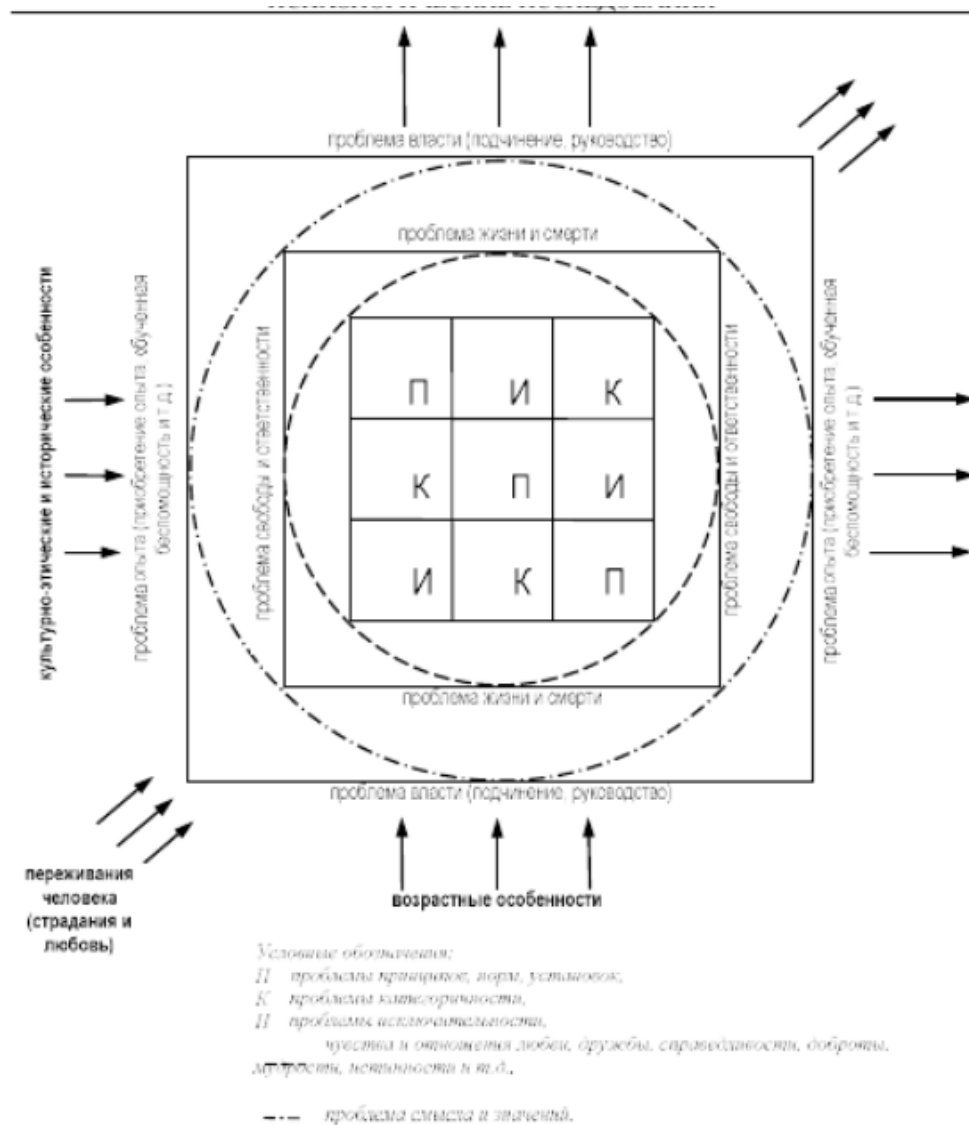 проблема власти (подчинение, руководство)
проблема жизни и смерти
культурно-этические и исторические особенности
проблема опыта (приобретение опыта, обученная
беспомощность и т.д.)
проблема свободы и ответственности
П И К
К П И
И К П
проблема свободы и ответственности
проблема опыта (приобретение опыта, обученная
беспомощность и т.д.)
проблема жизни и смерти
проблема власти (подчинение, руководство)
переживания
человека
(страдания и
любовь)
возрастные особенности
Условные обозначения:
П проблемы принципов, норм, установок,
К проблемы категоричности,
И проблемы исключительности,
чувства и отношения любви, дружбы, справедливости, доброты,
мудрости, истинности и т.д.,
проблема смысла и значений.